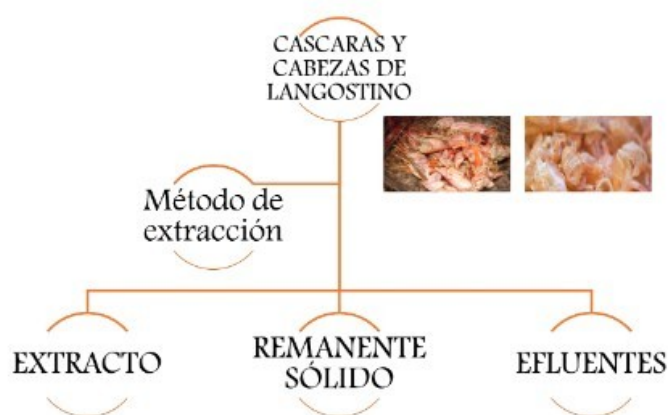 CASCARAS Y
CABEZAS DE
LANGOSTINO
Método de
extracción
EXTRACTO
REMANENTE
SÓLIDO
EFLUENTES